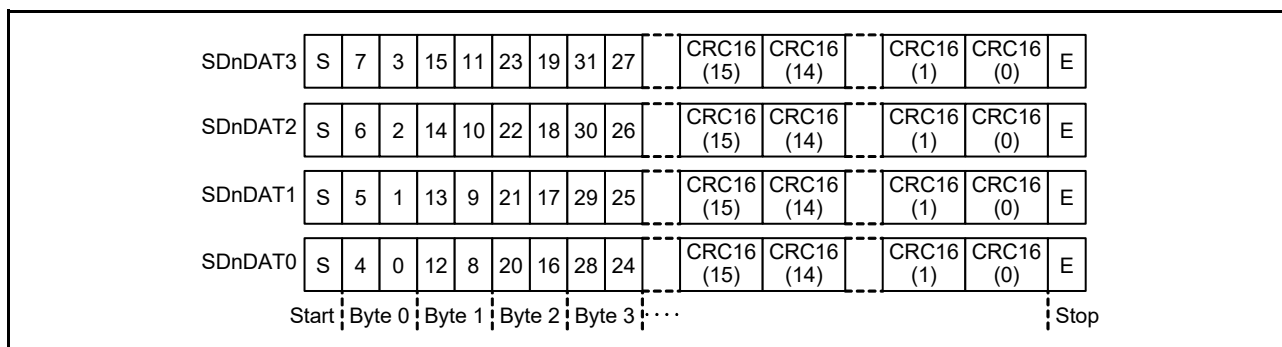 SDnDAT3 S 7 3 15 11 23 19 31 27 CRC16 (15) CRC16 (14) CRC16 (1) CRC16 (0) E
SDnDAT2 S 6 2 14 10 22 18 30 26 CRC16 (15) CRC16 (14) CRC16 (1) CRC16 (0) E
SDnDAT1 S 5 1 13 9 21 17 29 25 CRC16 (15) CRC16 (14) CRC16 (1) CRC16 (0) E
SDnDAT0 S 4 0 12 8 20 16 28 24 CRC16 (15) CRC16 (14) CRC16 (1) CRC16 (0) E
Start Byte 0 Byte 1 Byte 2 Byte 3 ···· Stop